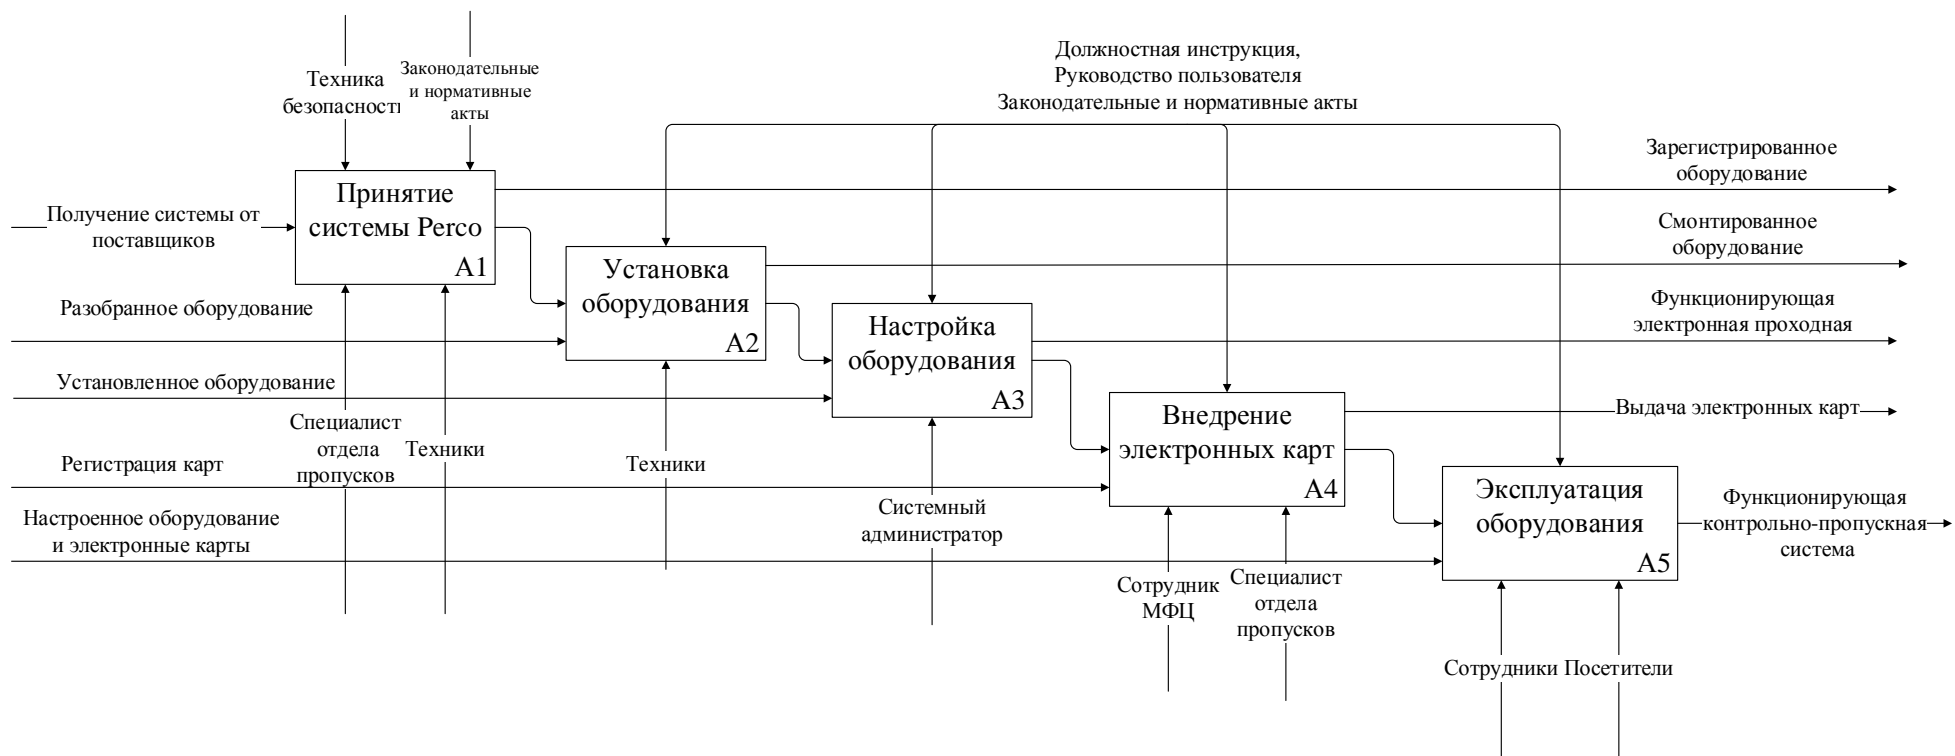 Должностная инструкция,
Руководство пользователя
Законодательные и нормативные акты
Техника
безопасности
Законодательные
и нормативные
акты
Зарегистрированное
оборудование
Принятие
системы Perco
A1
Получение системы от
поставщиков
Смонтированное
оборудование
Установка
оборудования
A2
Разобранное оборудование
Функционирующая
электронная проходная
Настройка
оборудования
A3
Установленное оборудование
Специалист
отдела
пропусков
Техники
Выдача электронных карт
Внедрение
электронных карт
A4
Регистрация карт
Техники
Системный
администратор
Настроенное оборудование
и электронные карты
Эксплуатация
оборудования
A5
Функционирующая
контрольно-пропускная
система
Сотрудник
МФЦ
Специалист
отдела
пропусков
Сотрудники
Посетители